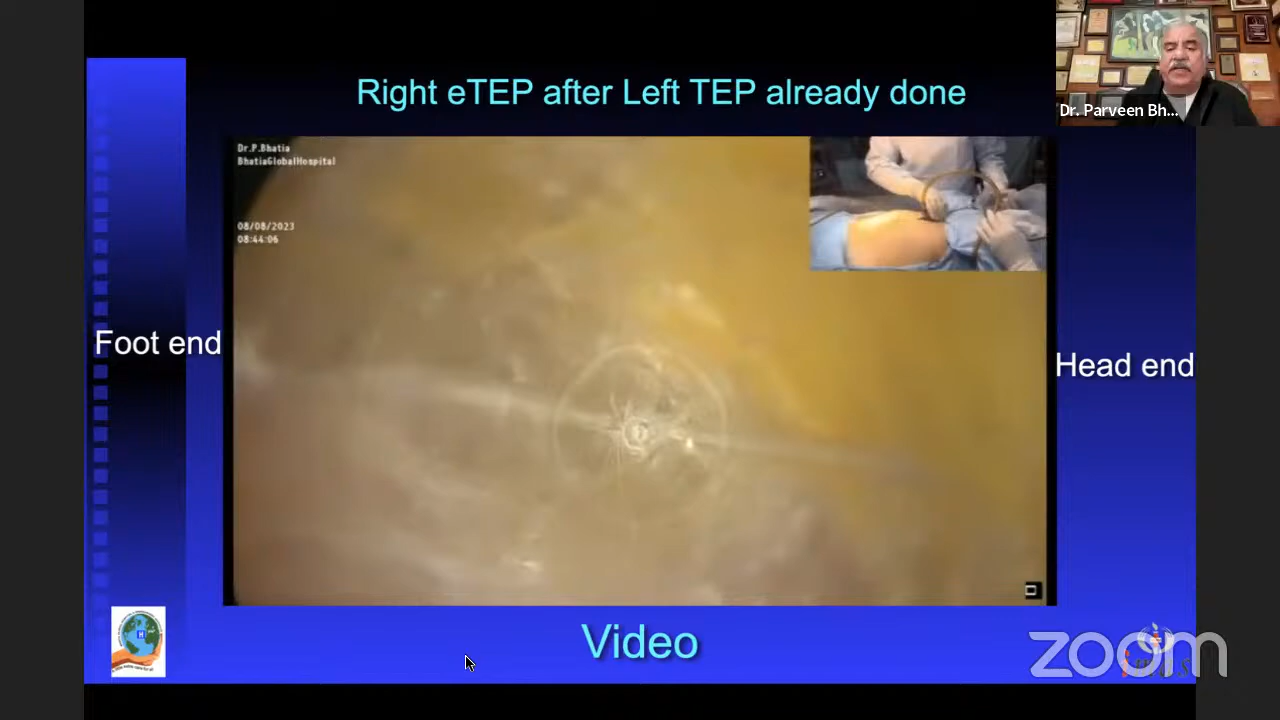 Right eTEP after Left TEP already done
Dr. Parveen Bh...
Dr.P.Bhatia
BhatiaGlobalHospital
08/08/2023
08:44:06
Foot end
Head end
Video
zoom